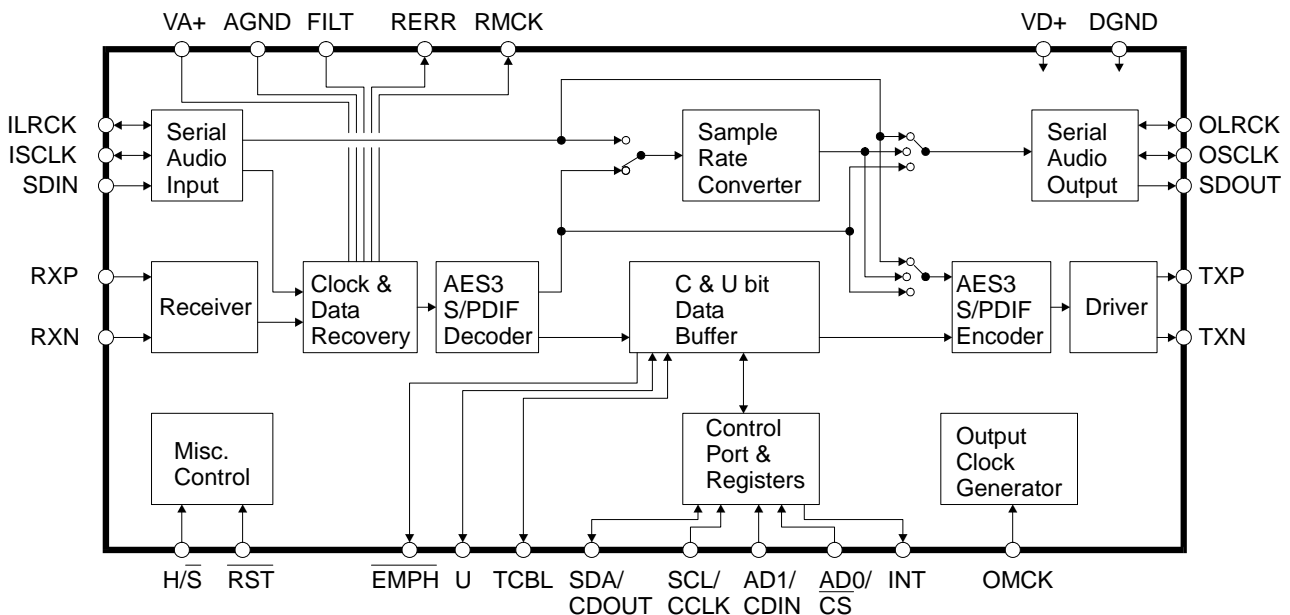 VA+ AGND FILT RERR RMCK VD+ DGND
ILRCK
ISCLK
SDIN
Serial
Audio
Input
Sample
Rate
Converter
Serial
Audio
Output
OLRCK
OSCLK
SDOUT
RXP
RXN
Receiver
Clock &
Data
Recovery
AES3
S/PDIF
Decoder
C & U bit
Data
Buffer
AES3
S/PDIF
Encoder
Driver
TXP
TXN
Misc.
Control
Control
Port &
Registers
Output
Clock
Generator
H/S̅ R̅S̅T̅ E̅M̅P̅H̅ U TCBL SDA/ SCL/ AD1/ AD0/ INT OMCK
CDOUT CCLK CDIN C̅S̅